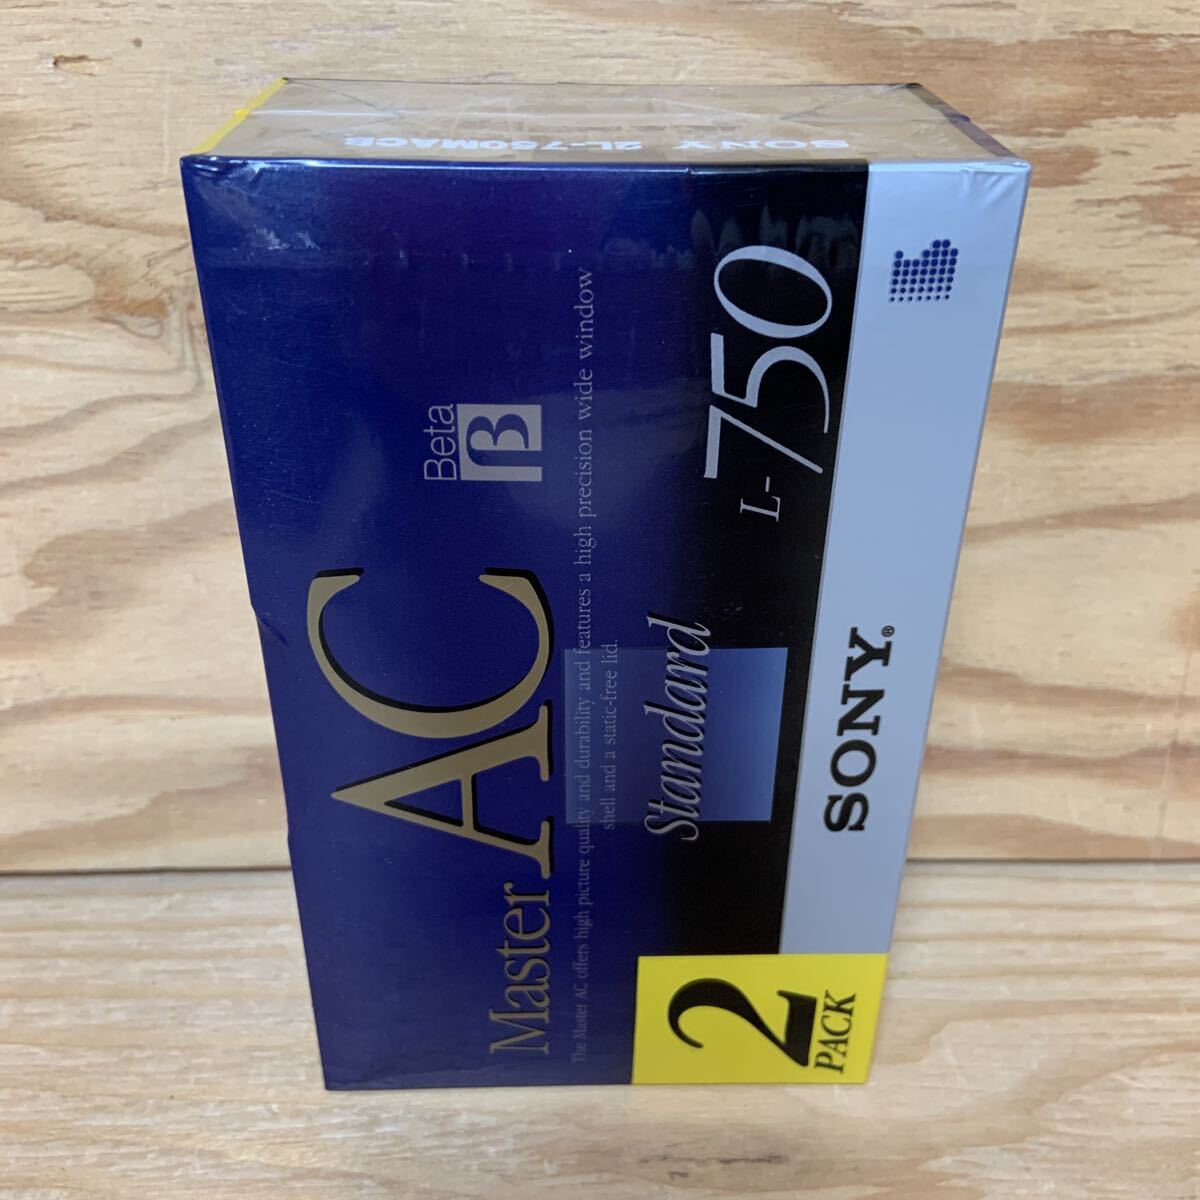 SONY 2L-750MACB
Beta
β
Master AC
The Master AC offers high picture quality and durability and features a high precision wide window
shell and a static-free lid.
Standard
L-750
SONY®
2
PACK